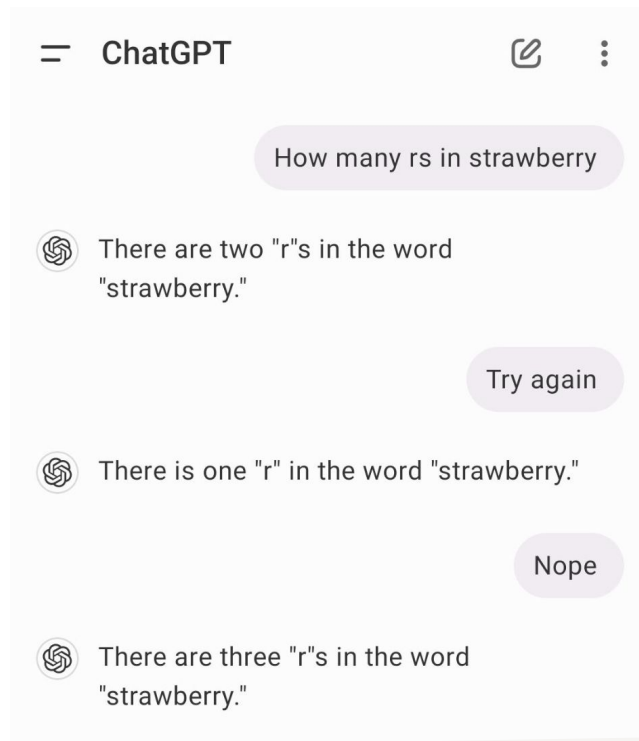 ChatGPT
How many rs in strawberry
There are two "r"s in the word
"strawberry."
Try again
There is one "r" in the word "strawberry."
Nope
There are three "r"s in the word
"strawberry."